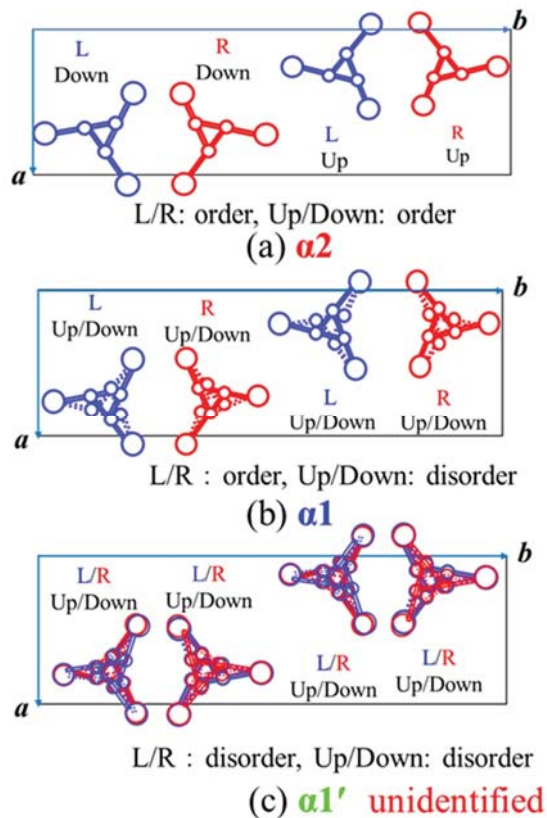 b
L
R
Down
Down
L
R
Up
Up
a
L/R: order, Up/Down: order
(a) α2
b
L
R
Up/Down
Up/Down
L
R
Up/Down
Up/Down
a
L/R : order, Up/Down: disorder
(b) α1
b
L/R
L/R
Up/Down
Up/Down
L/R
L/R
Up/Down
Up/Down
a
L/R : disorder, Up/Down: disorder
(c) α1′ unidentified